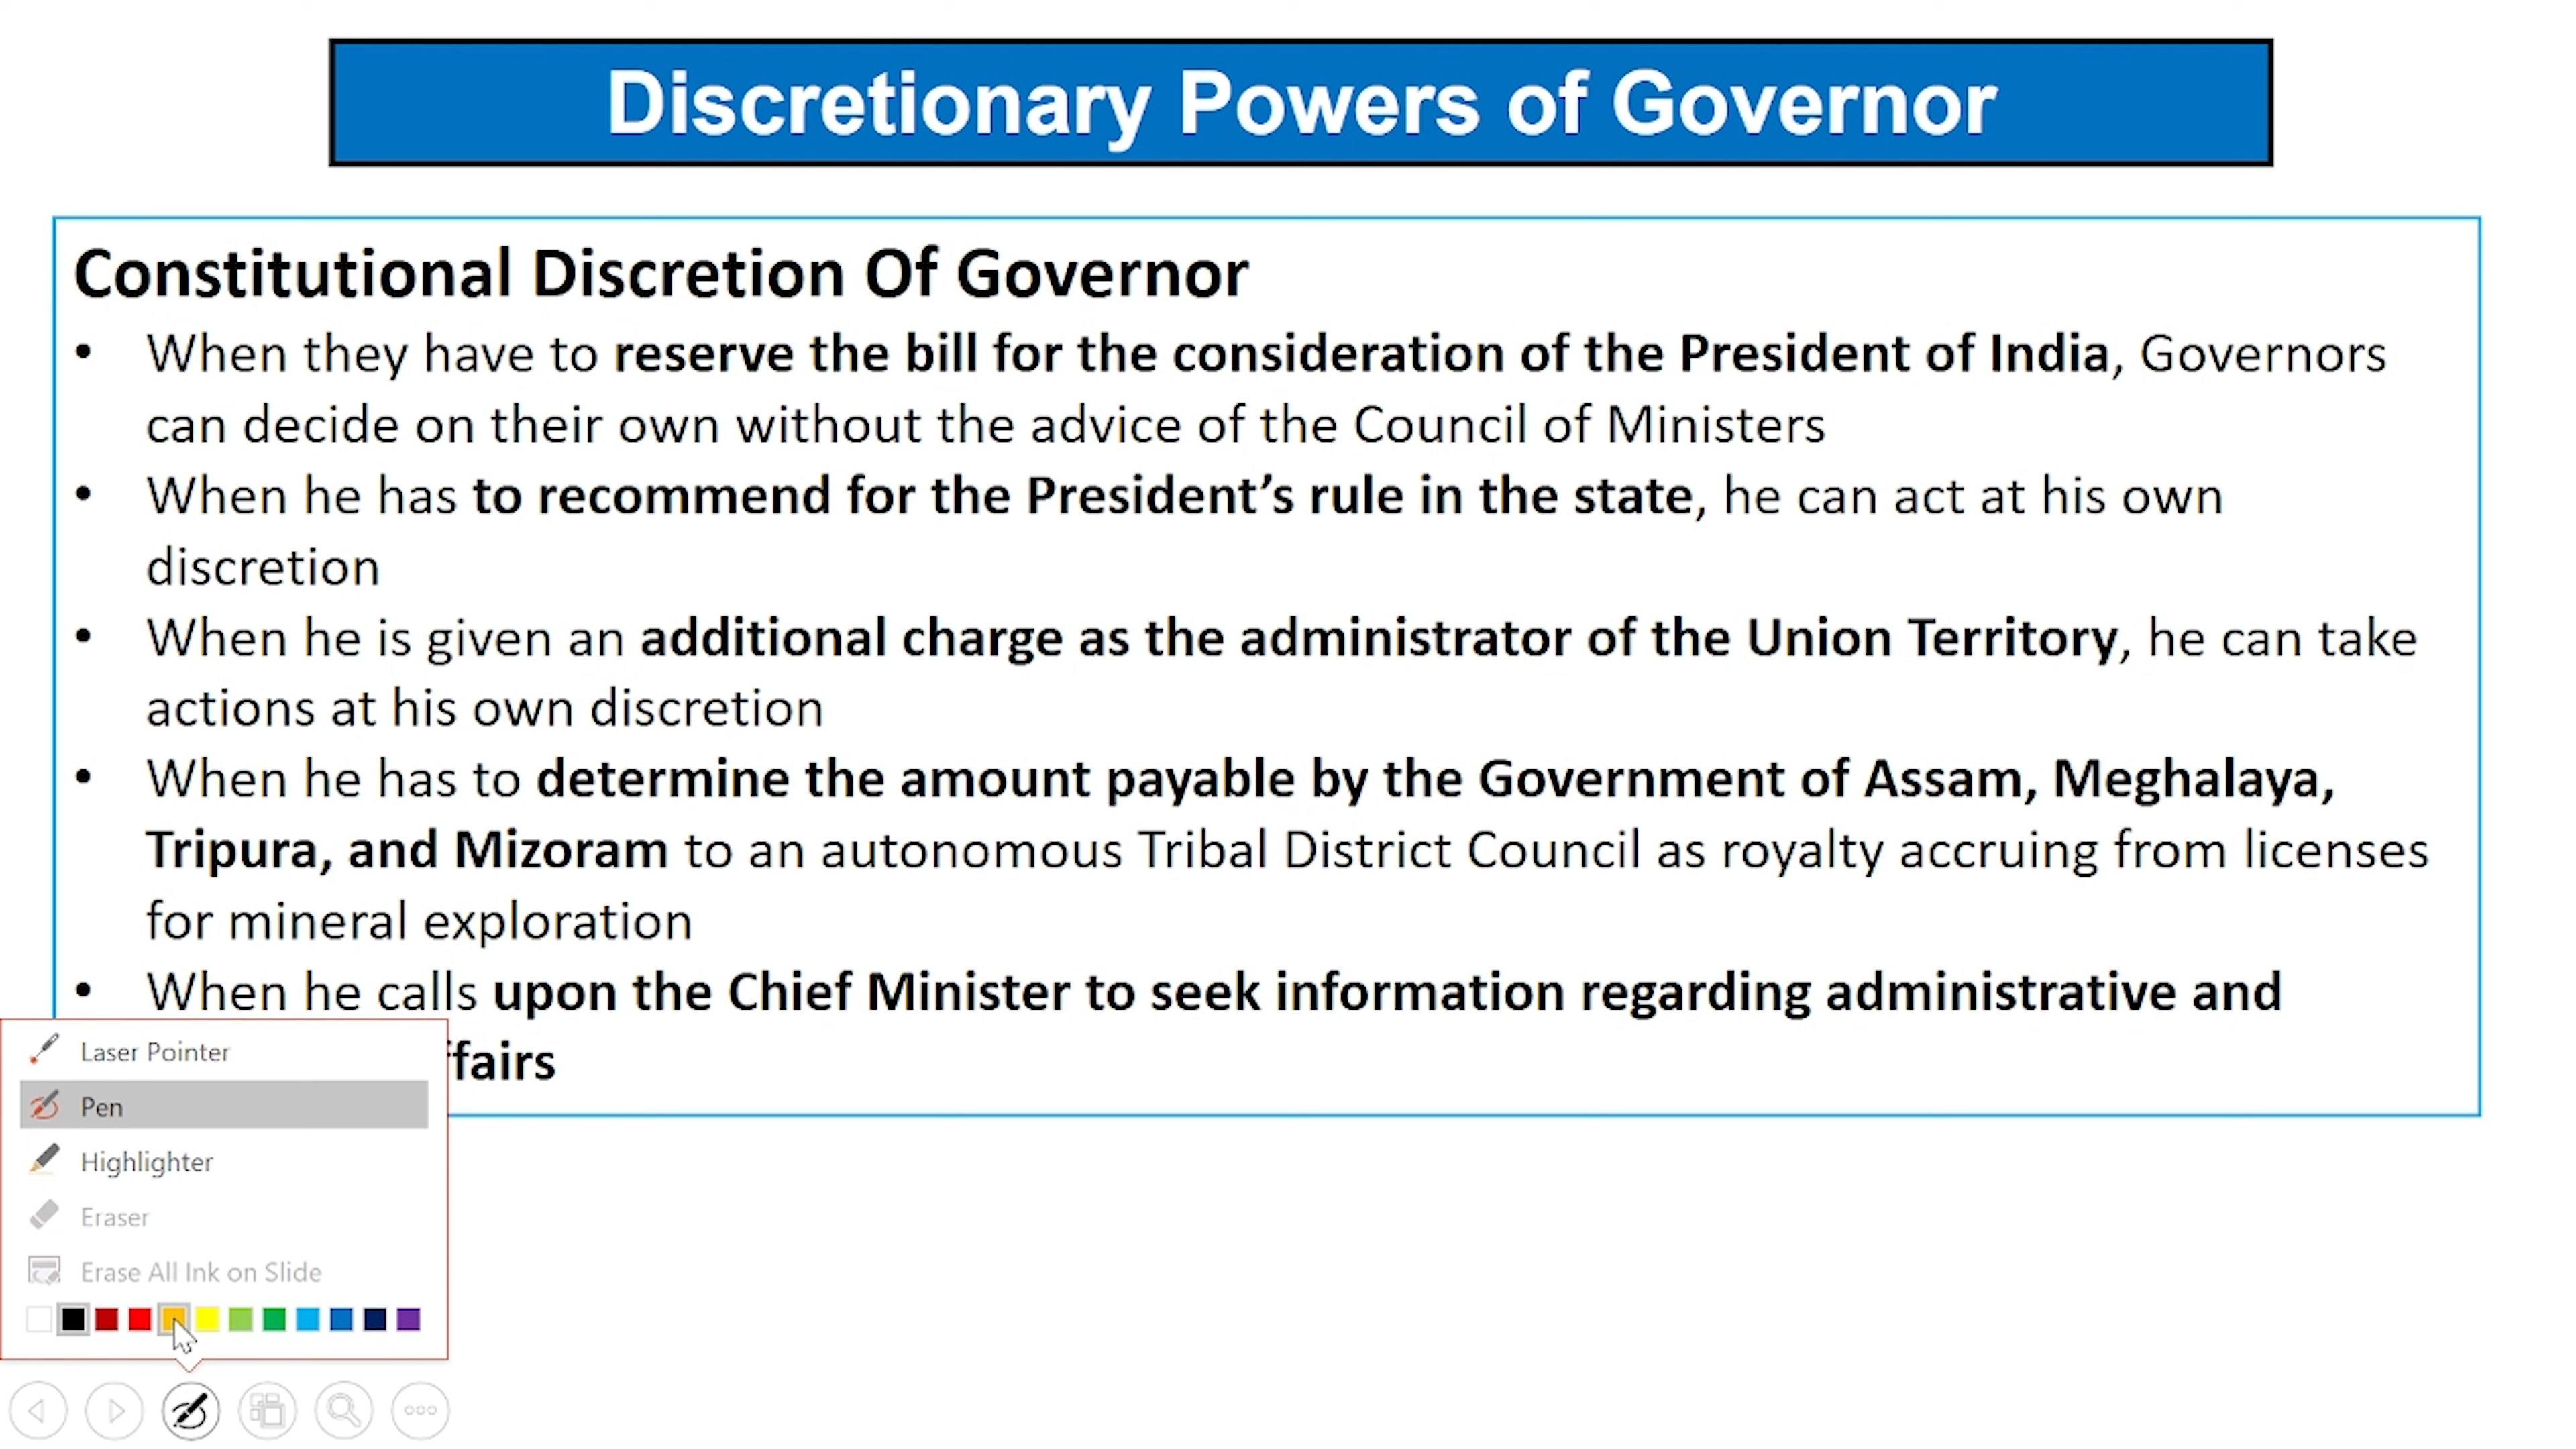 Discretionary Powers of Governor
Constitutional Discretion Of Governor
• When they have to reserve the bill for the consideration of the President of India, Governors
can decide on their own without the advice of the Council of Ministers
• When he has to recommend for the President’s rule in the state, he can act at his own
discretion
• When he is given an additional charge as the administrator of the Union Territory, he can take
actions at his own discretion
• When he has to determine the amount payable by the Government of Assam, Meghalaya,
Tripura, and Mizoram to an autonomous Tribal District Council as royalty accruing from licenses
for mineral exploration
• When he calls upon the Chief Minister to seek information regarding administrative and
ffairs
Laser Pointer
Pen
Highlighter
Eraser
Erase All Ink on Slide